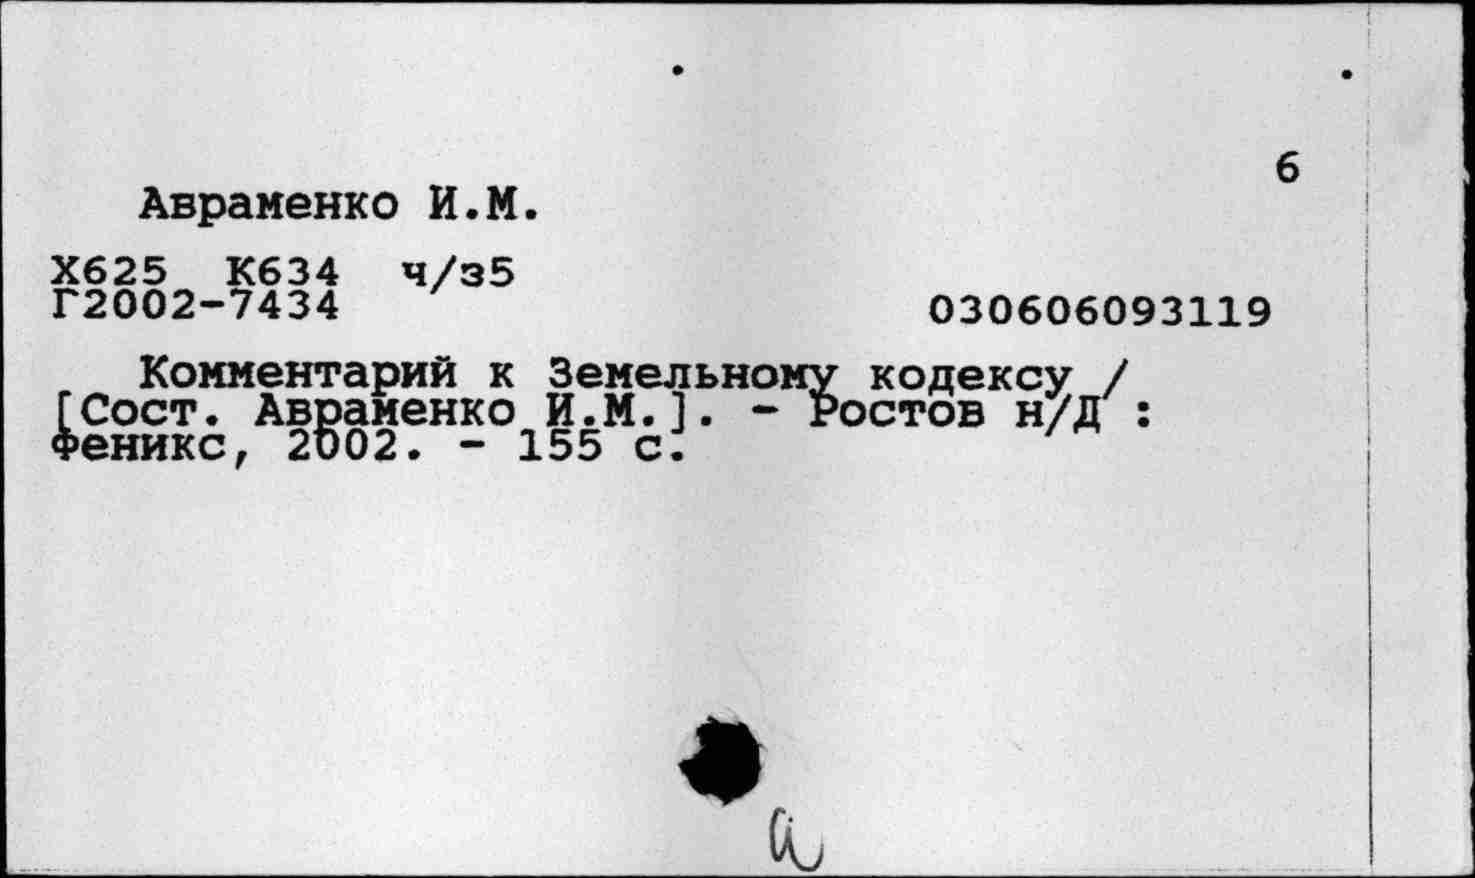 6
Авраменко И.М.
Х625 К634 ч/з5
Г2002-7434 030606093119
Комментарий к Земельному кодексу /
[Сост. Авраменко И.М.]. - Ростов н/Д :
Феникс, 2002. - 155 с.